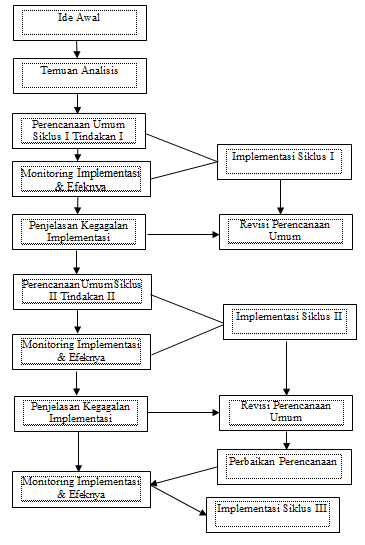 Ide Awal
Temuan Analisis
Perencanaan Umum
Siklus I Tindakan I
Implementasi Siklus I
Monitoring Implementasi
& Efeknya
Penjelasan Kegagalan
Implementasi
Revisi Perencanaan
Umum
Perencanaan Umum Siklus
II Tindakan II
Implementasi Siklus II
Monitoring Implementasi
& Efeknya
Penjelasan Kegagalan
Implementasi
Revisi Perencanaan
Umum
Perbaikan Perencanaan
Monitoring Implementasi
& Efeknya
Implementasi Siklus III